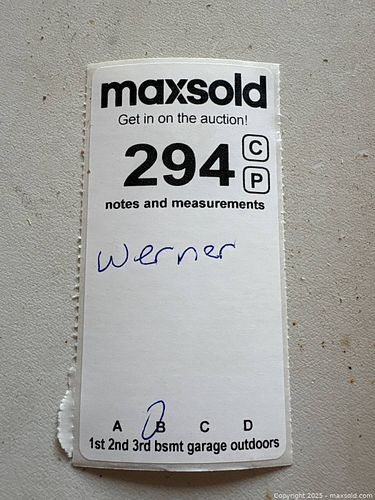 maxsold
Get in on the auction!
294 C P
notes and measurements
Werner
A B C D
1st 2nd 3rd bsmt garage outdoors
Copyright 2025 - maxsold.com